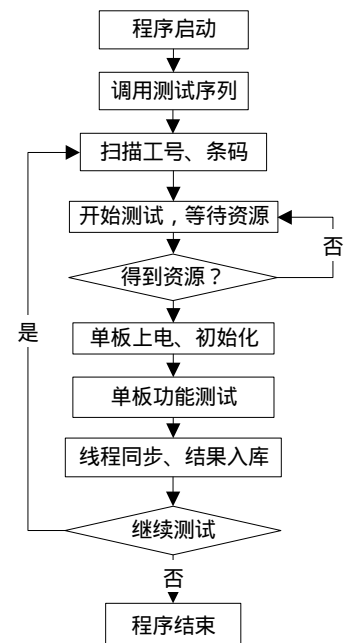 程序启动
调用测试序列
扫描工号、条码
开始测试，等待资源
否
得到资源？
是
单板上电、初始化
单板功能测试
线程同步、结果入库
继续测试
否
程序结束